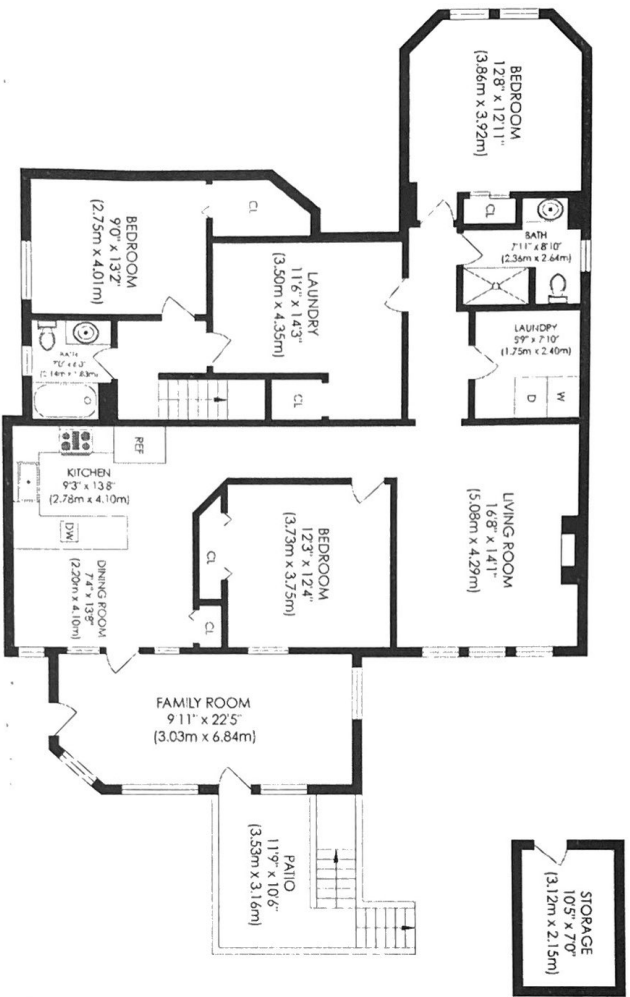 BEDROOM
12'8" x 12'11"
(3.86m x 3.92m)
CL
BATH
7'11" x 8'10"
(2.36m x 2.64m)
BEDROOM
9'0" x 13'2"
(2.75m x 4.01m)
CL
LAUNDRY
11'6" x 14'3"
(3.50m x 4.35m)
CL
LAUNDRY
5'9" x 7'10"
(1.75m x 2.40m)
W
D
BATH
REF
KITCHEN
9'3" x 13'8"
(2.78m x 4.10m)
DW
DINING ROOM
7'4" x 13'8"
(2.20m x 4.10m)
CL
CL
BEDROOM
12'3" x 12'4"
(3.73m x 3.75m)
LIVING ROOM
16'8" x 14'1"
(5.08m x 4.29m)
FAMILY ROOM
9'11" x 22'5"
(3.03m x 6.84m)
PATIO
11'9" x 10'6"
(3.53m x 3.16m)
STORAGE
10'5" x 7'0"
(3.12m x 2.15m)